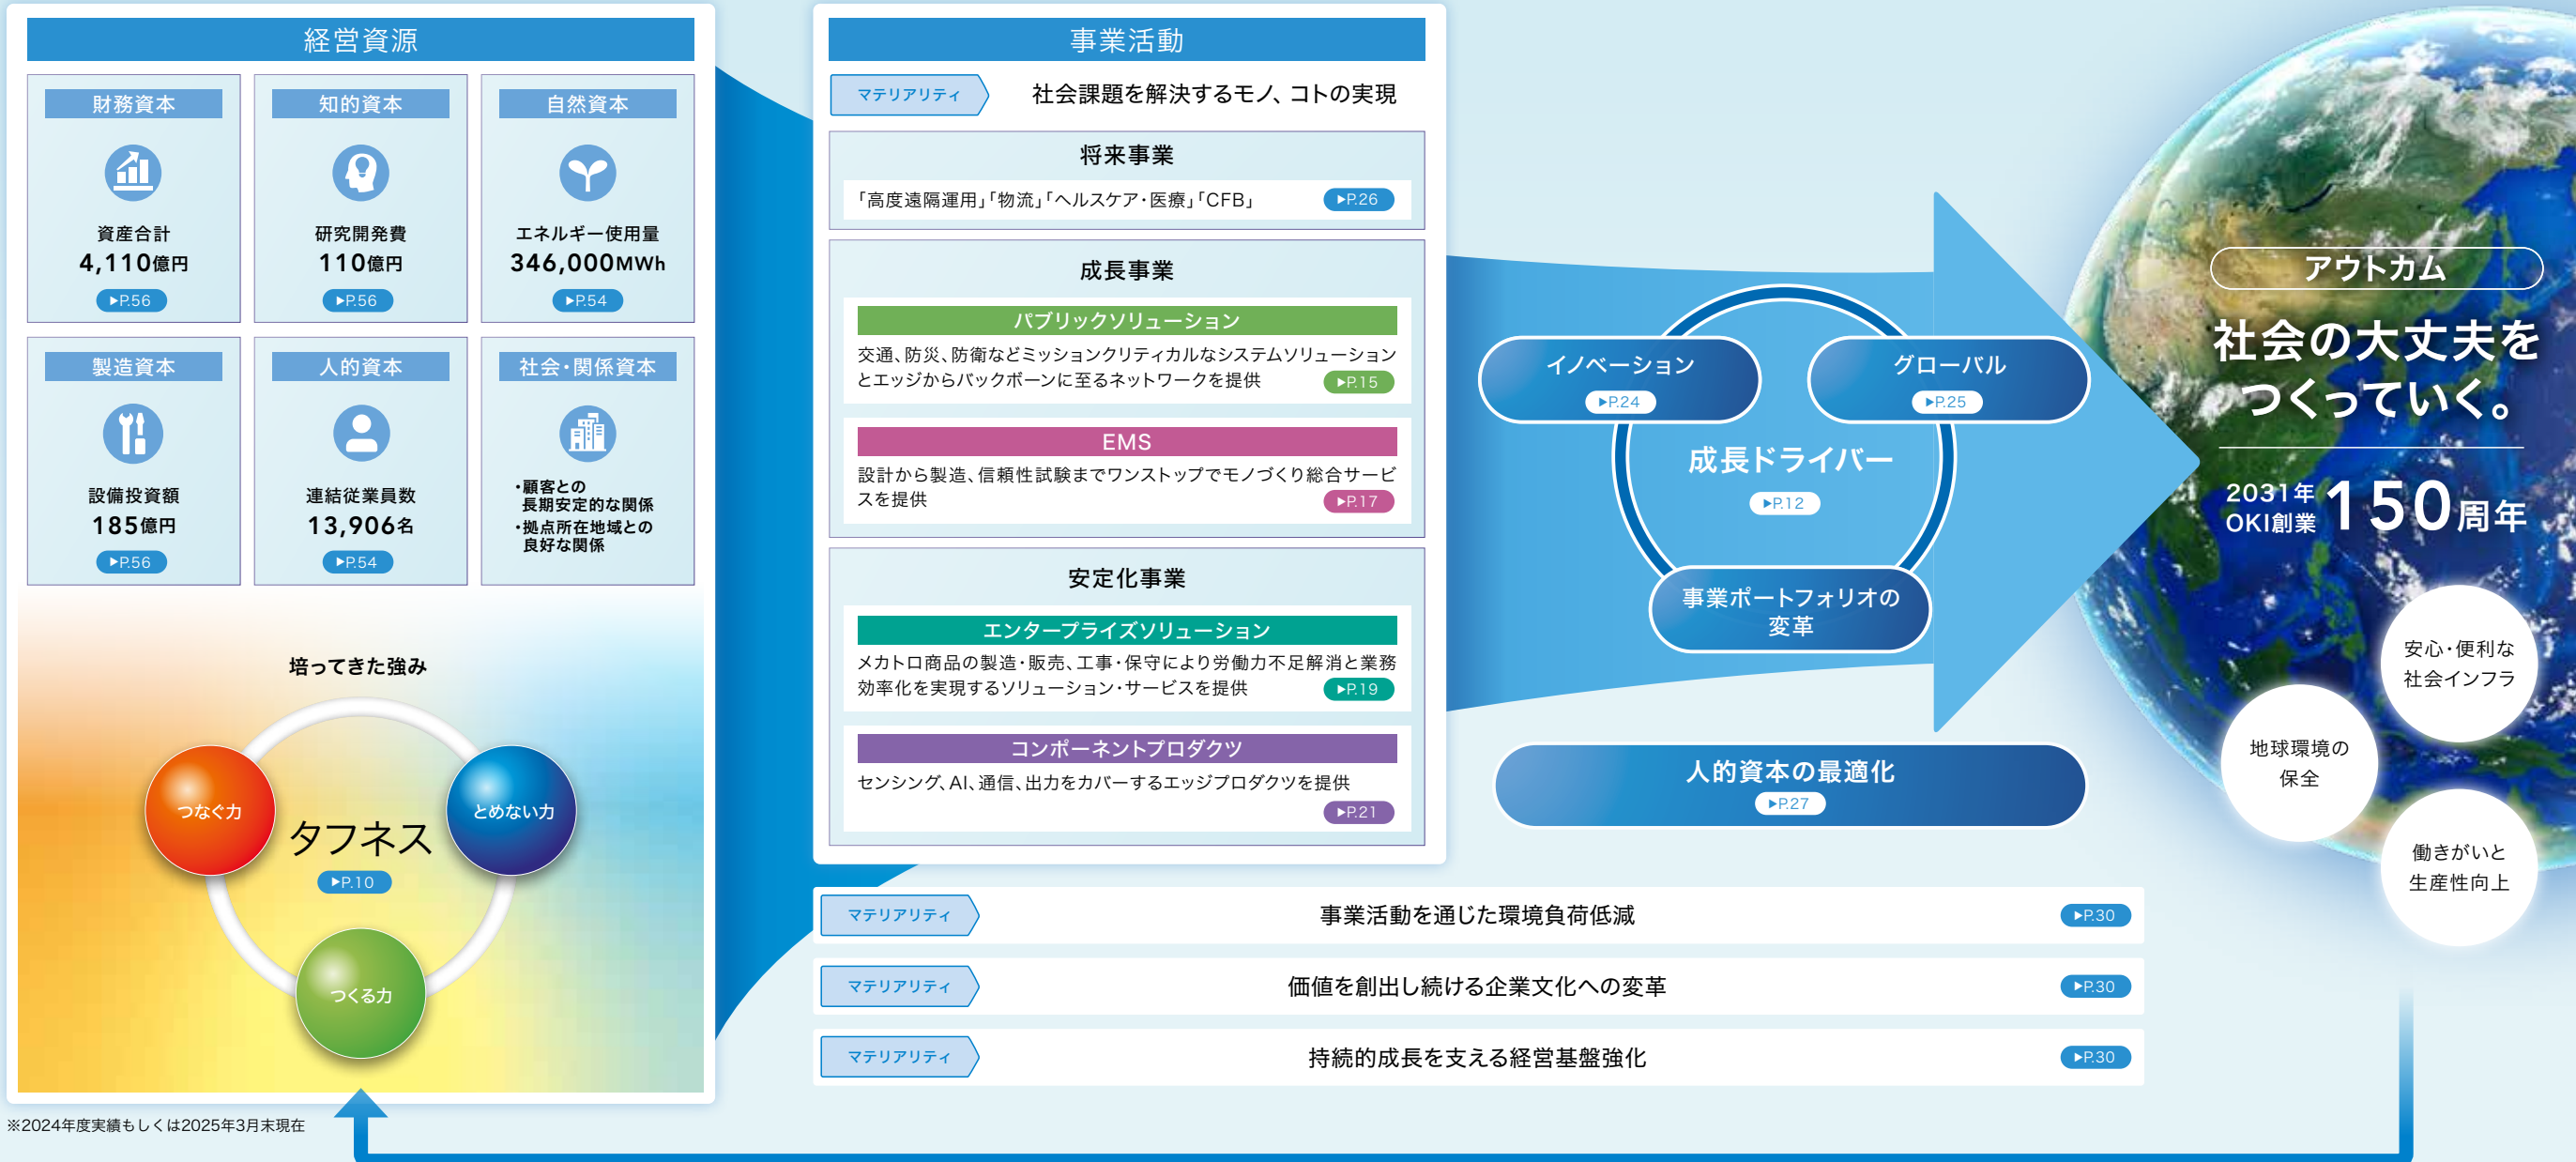 経営資源
財務資本
資産合計
4,110億円
▶P.56
知的資本
研究開発費
110億円
▶P.56
自然資本
エネルギー使用量
346,000MWh
▶P.54
製造資本
設備投資額
185億円
▶P.56
人的資本
連結従業員数
13,906名
▶P.54
社会・関係資本
・顧客との
長期安定的な関係
・拠点所在地域との
良好な関係
培ってきた強み
つなぐ力
とめない力
タフネス
▶P.10
つくる力
※2024年度実績もしくは2025年3月末現在
事業活動
マテリアリティ
社会課題を解決するモノ、コトの実現
将来事業
「高度遠隔運用」「物流」「ヘルスケア・医療」「CFB」
▶P.26
成長事業
パブリックソリューション
交通、防災、防衛などミッションクリティカルなシステムソリューション
とエッジからバックボーンに至るネットワークを提供
▶P.15
EMS
設計から製造、信頼性試験までワンストップでモノづくり総合サービ
スを提供
▶P.17
安定化事業
エンタープライズソリューション
メカトロ商品の製造・販売、工事・保守により労働力不足解消と業務
効率化を実現するソリューション・サービスを提供
▶P.19
コンポーネントプロダクツ
センシング、AI、通信、出力をカバーするエッジプロダクツを提供
▶P.21
イノベーション
▶P.24
グローバル
▶P.25
成長ドライバー
▶P.12
事業ポートフォリオの
変革
人的資本の最適化
▶P.27
マテリアリティ
事業活動を通じた環境負荷低減
▶P.30
マテリアリティ
価値を創出し続ける企業文化への変革
▶P.30
マテリアリティ
持続的成長を支える経営基盤強化
▶P.30
アウトカム
社会の大丈夫を
つくっていく。
2031年
OKI創業
150周年
安心・便利な
社会インフラ
地球環境の
保全
働きがいと
生産性向上